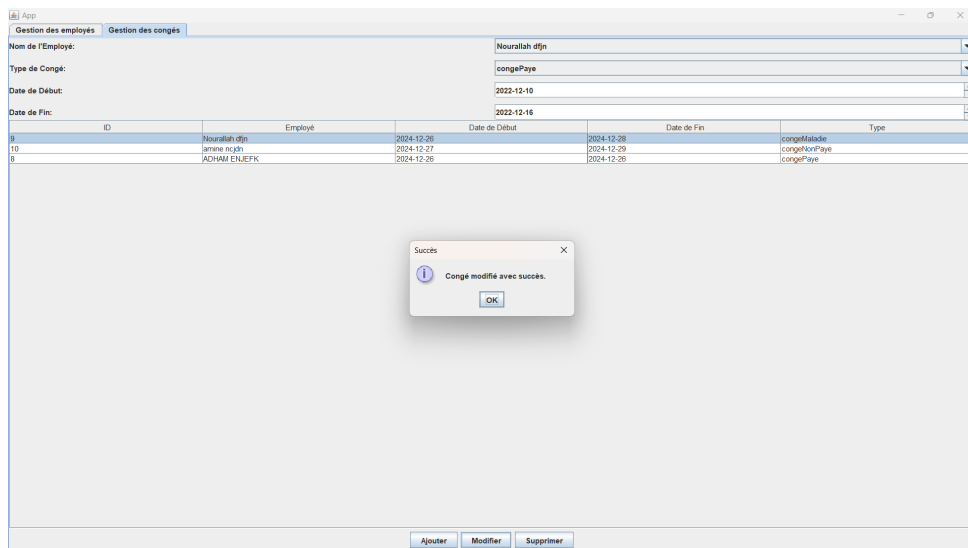 App
Gestion des employés Gestion des congés
Nom de l'Employé: Nourallah dfjn
Type de Congé: congePaye
Date de Début: 2022-12-10
Date de Fin: 2022-12-16
ID Employé Date de Début Date de Fin Type
9 Nourallah dfjn 2024-12-26 2024-12-28 congeMaladie
10 amine ncjdn 2024-12-27 2024-12-29 congeNonPaye
8 ADHAM ENJEFK 2024-12-26 2024-12-26 congePaye
Succès
Congé modifié avec succès.
OK
Ajouter Modifier Supprimer